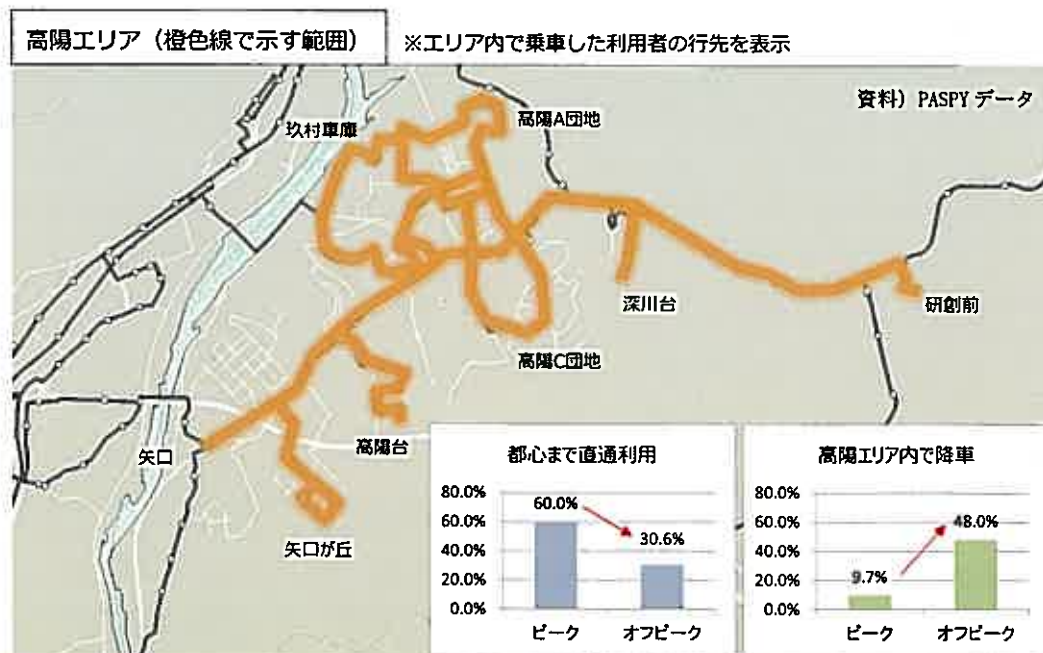 高陽エリア（橙色線で示す範囲）
※エリア内で乗車した利用者の行先を表示
資料）PASPY データ
玖村車庫
高陽A団地
深川台
研創前
高陽C団地
高陽台
矢口
矢口が丘
都心まで直通利用
80.0%
60.0%
40.0%
20.0%
0.0%
60.0%
30.6%
ピーク
オフピーク
高陽エリア内で降車
80.0%
60.0%
40.0%
20.0%
0.0%
9.7%
48.0%
ピーク
オフピーク